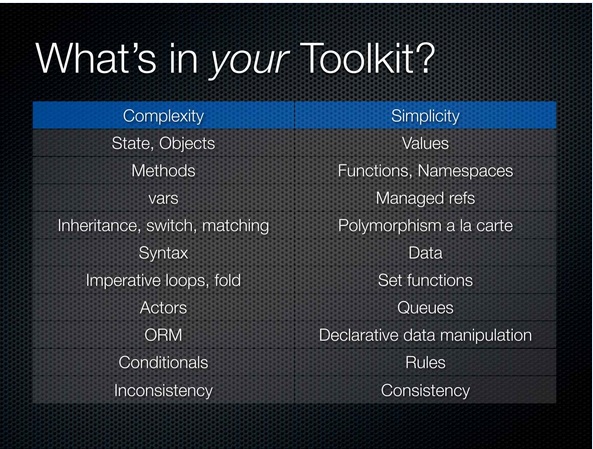 What's in your Toolkit?
Complexity Simplicity
State, Objects Values
Methods Functions, Namespaces
vars Managed refs
Inheritance, switch, matching Polymorphism a la carte
Syntax Data
Imperative loops, fold Set functions
Actors Queues
ORM Declarative data manipulation
Conditionals Rules
Inconsistency Consistency